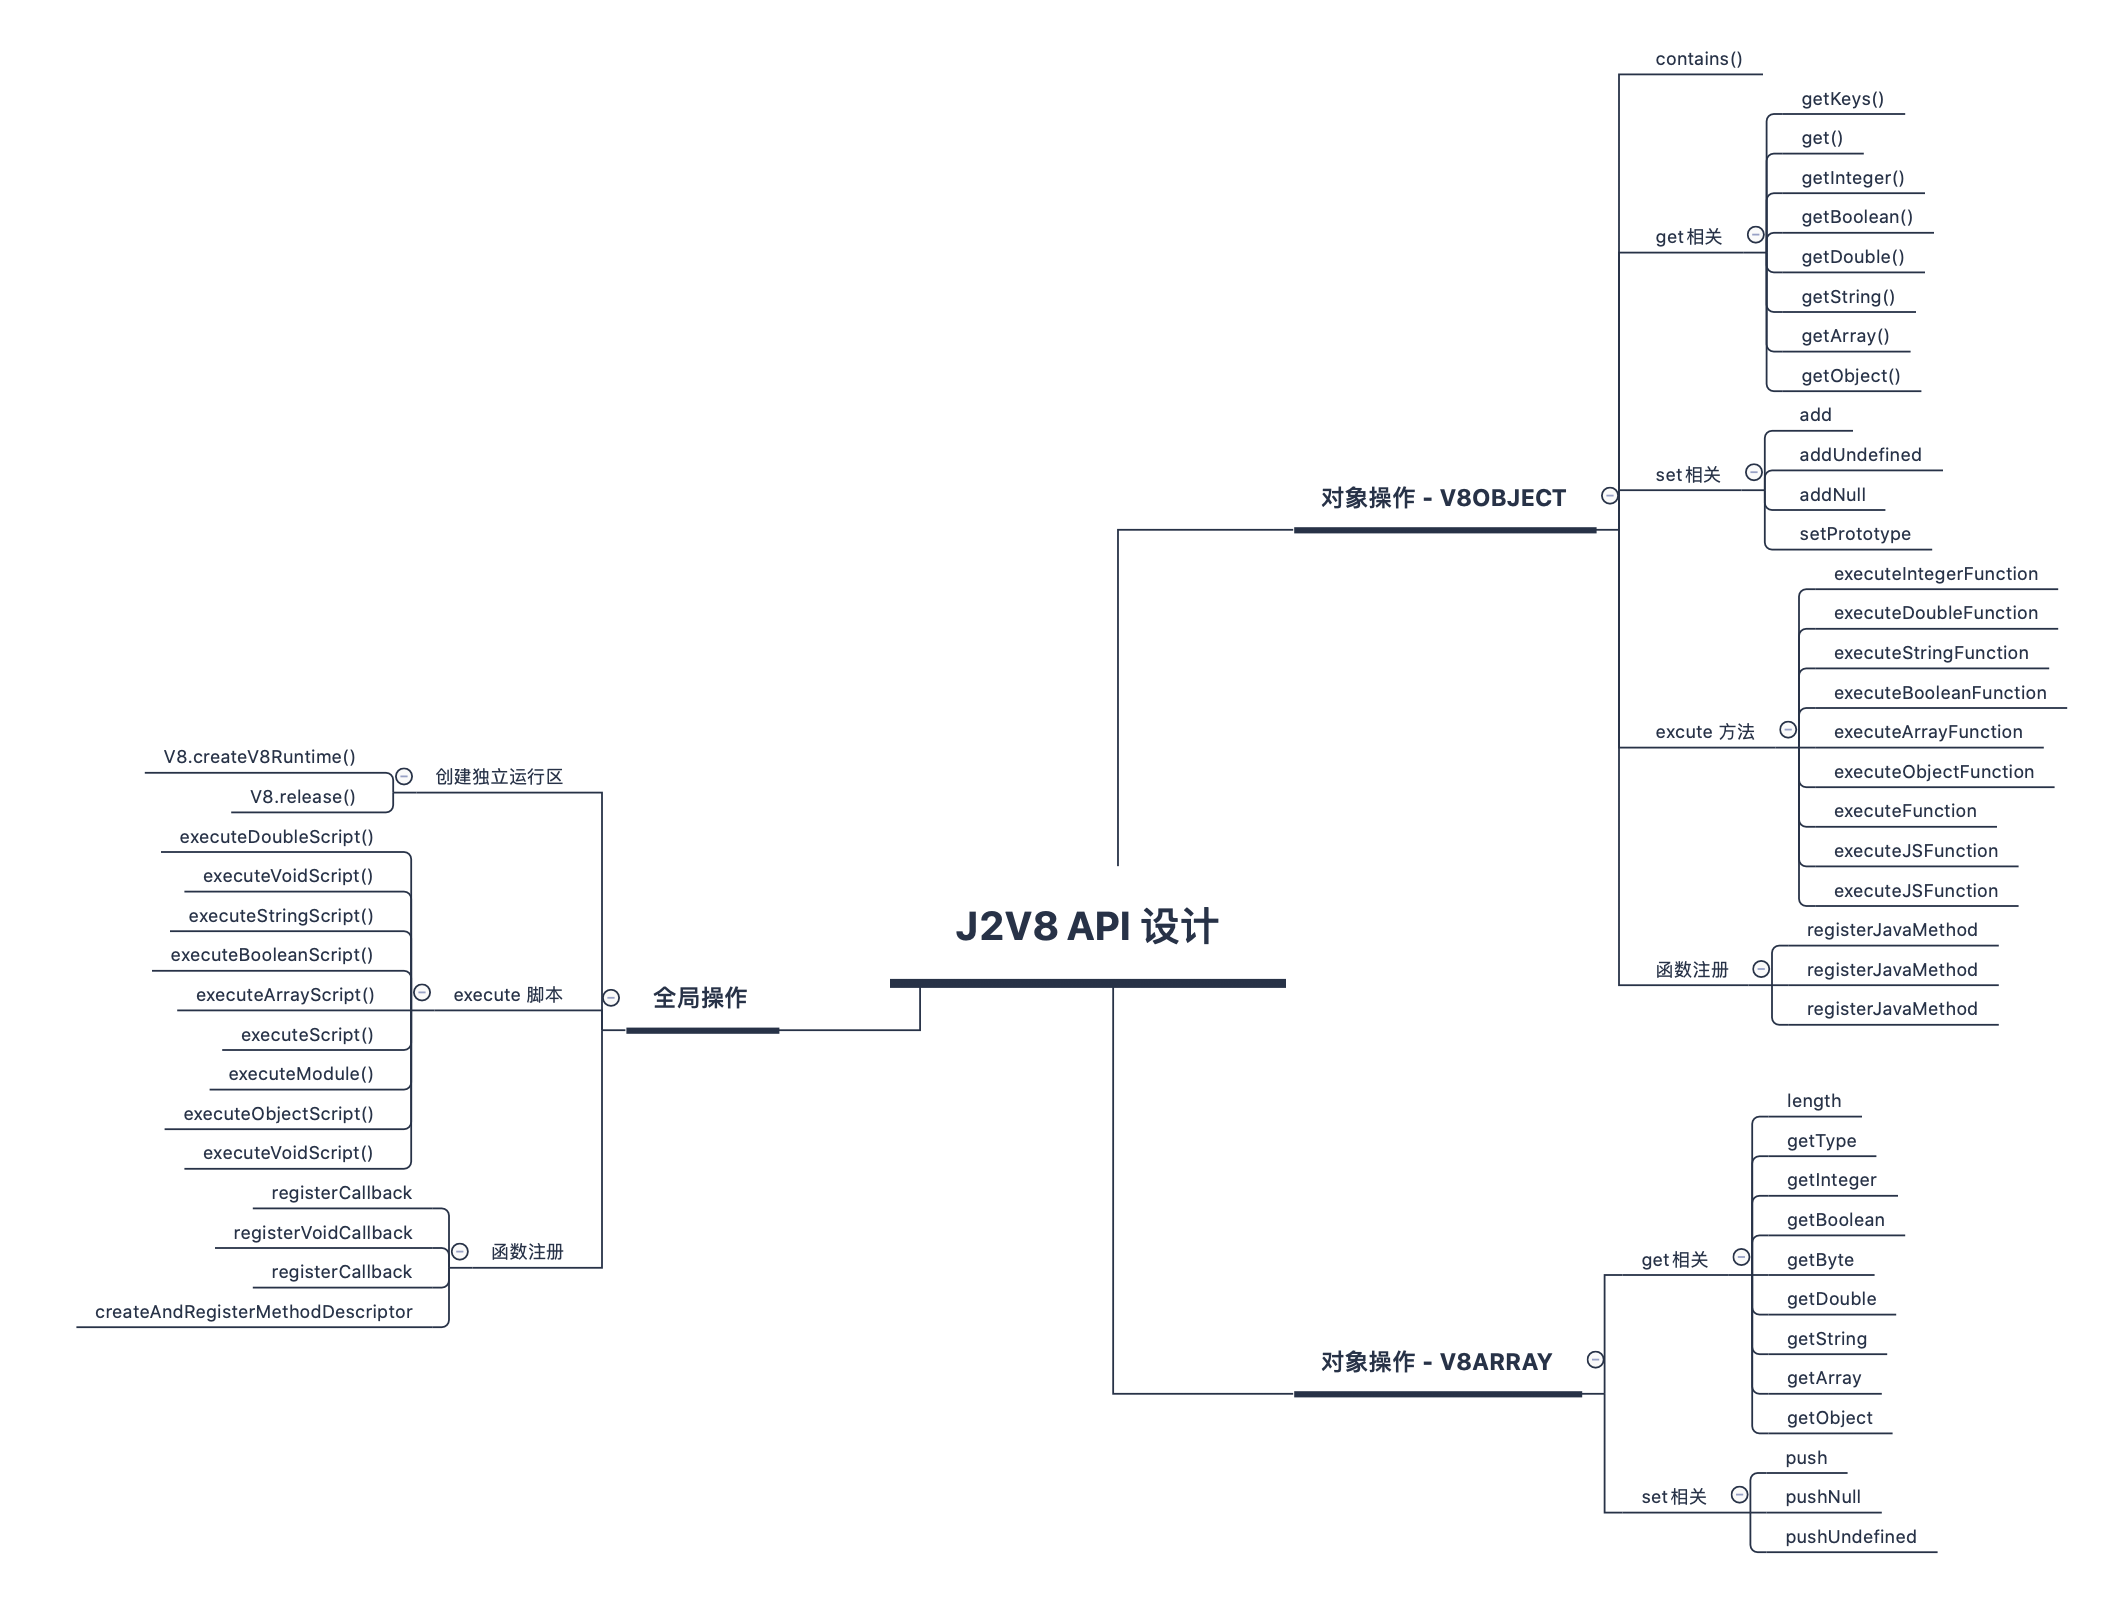 J2V8 API 设计
对象操作 - V8OBJECT
contains()
get相关
getKeys()
get()
getInteger()
getBoolean()
getDouble()
getString()
getArray()
getObject()
set相关
add
addUndefined
addNull
setPrototype
excute 方法
executeIntegerFunction
executeDoubleFunction
executeStringFunction
executeBooleanFunction
executeArrayFunction
executeObjectFunction
executeFunction
executeJSFunction
executeJSFunction
函数注册
registerJavaMethod
registerJavaMethod
registerJavaMethod
对象操作 - V8ARRAY
get相关
length
getType
getInteger
getBoolean
getByte
getDouble
getString
getArray
getObject
set相关
push
pushNull
pushUndefined
全局操作
创建独立运行区
V8.createV8Runtime()
V8.release()
execute 脚本
executeDoubleScript()
executeVoidScript()
executeStringScript()
executeBooleanScript()
executeArrayScript()
executeScript()
executeModule()
executeObjectScript()
executeVoidScript()
函数注册
registerCallback
registerVoidCallback
registerCallback
createAndRegisterMethodDescriptor